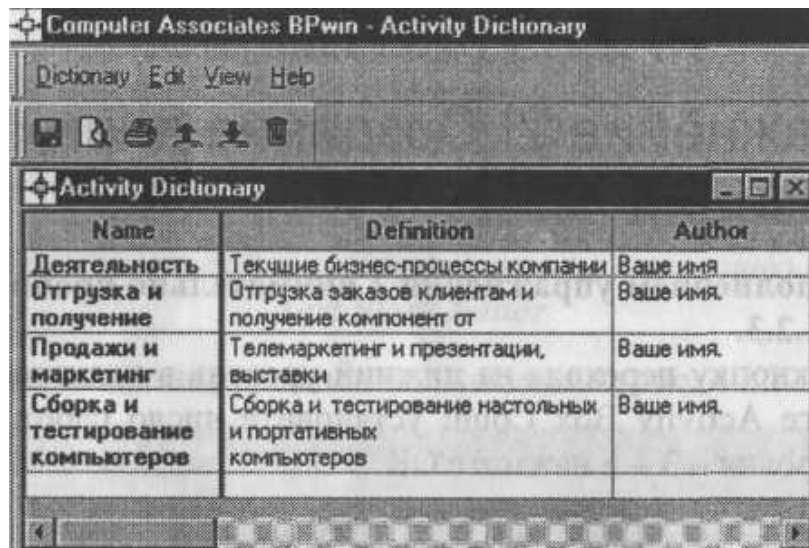 Computer Associates BPwin - Activity Dictionary
Dictionary Edit View Help
Activity Dictionary
Name Definition Author
Деятельность Текущие бизнес-процессы компании Ваше имя
Отгрузка и Отгрузка заказов клиентам и Ваше имя.
получение получение компонент от
Продажи и Телемаркетинг и презентации, Ваше имя.
маркетинг выставки
Сборка и Сборка и тестирование настольных Ваше имя.
тестирование и портативных
компьютеров компьютеров